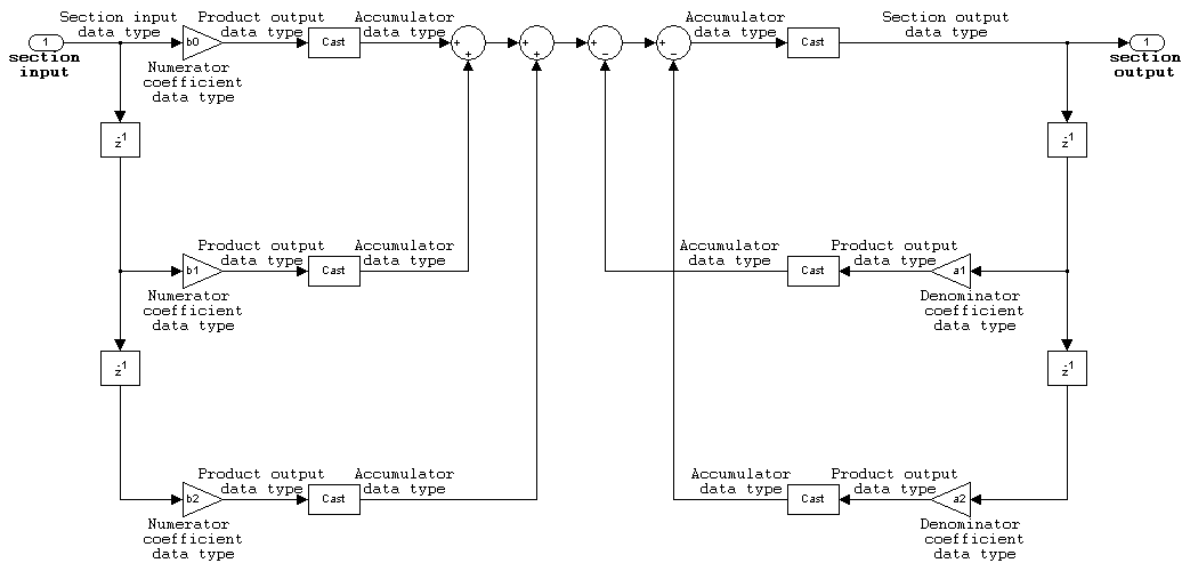 Section input
data type
Product output
data type
Accumulator
data type
Accumulator
data type
Section output
data type
1
section
input
b0
Cast
+
+
+
+
+
−
+
−
Cast
1
section
output
Numerator
coefficient
data type
z-1
z-1
Product output
data type
Accumulator
data type
Accumulator
data type
Product output
data type
b1
Cast
Cast
a1
Numerator
coefficient
data type
Denominator
coefficient
data type
z-1
z-1
Product output
data type
Accumulator
data type
Accumulator
data type
Product output
data type
b2
Cast
Cast
a2
Numerator
coefficient
data type
Denominator
coefficient
data type